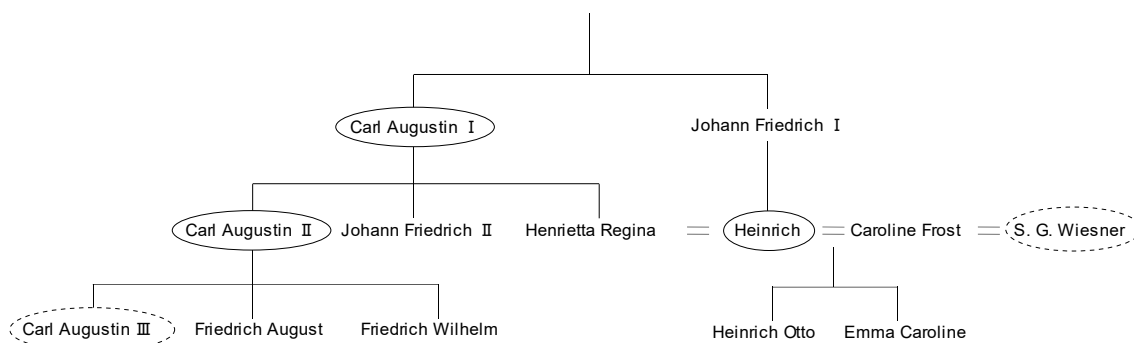 Carl Augustin Ⅰ
Johann Friedrich Ⅰ
Carl Augustin Ⅱ Johann Friedrich Ⅱ Henrietta Regina Heinrich Caroline Frost S. G. Wiesner
Carl Augustin Ⅲ Friedrich August Friedrich Wilhelm
Heinrich Otto Emma Caroline